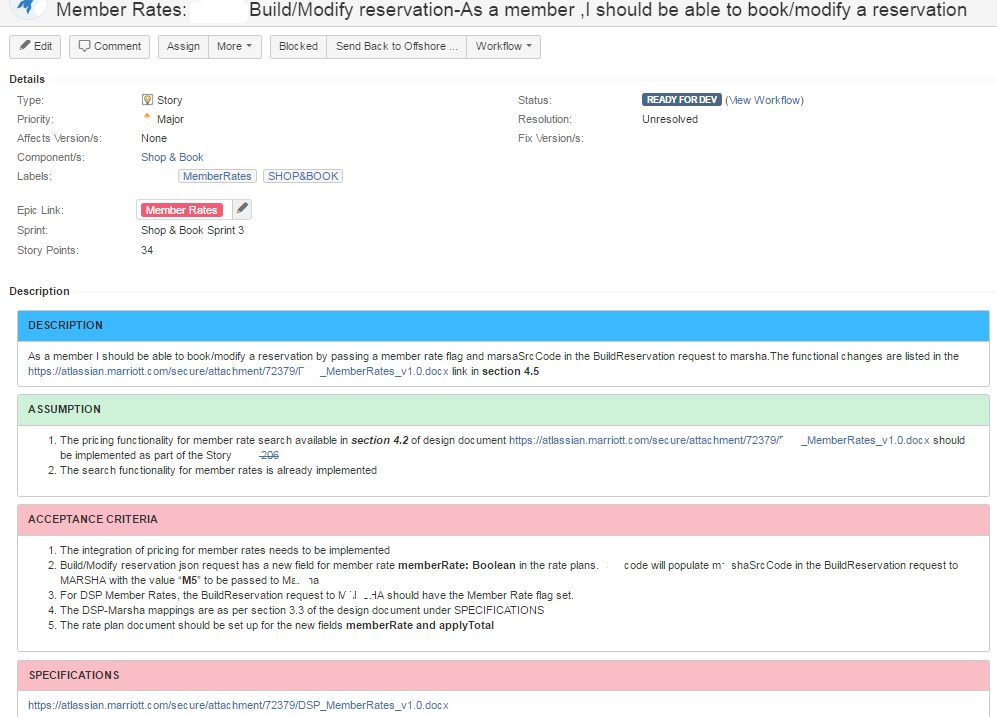 Member Rates: Build/Modify reservation-As a member ,I should be able to book/modify a reservation
Edit Comment Assign More Blocked Send Back to Offshore ... Workflow
Details
Type: Story Status: READY FOR DEV (View Workflow)
Priority: Major Resolution: Unresolved
Affects Version/s: None Fix Version/s:
Component/s: Shop & Book
Labels: MemberRates SHOP&BOOK
Epic Link: Member Rates
Sprint: Shop & Book Sprint 3
Story Points: 34
Description
DESCRIPTION
As a member I should be able to book/modify a reservation by passing a member rate flag and marsaSrcCode in the BuildReservation request to marsha.The functional changes are listed in the
https://atlassian.marriott.com/secure/attachment/72379/ _MemberRates_v1.0.docx link in section 4.5
ASSUMPTION
1. The pricing functionality for member rate search available in section 4.2 of design document https://atlassian.marriott.com/secure/attachment/72379/ _MemberRates_v1.0.docx should
be implemented as part of the Story -206
2. The search functionality for member rates is already implemented
ACCEPTANCE CRITERIA
1. The integration of pricing for member rates needs to be implemented
2. Build/Modify reservation json request has a new field for member rate memberRate: Boolean in the rate plans. code will populate m shaSrcCode in the BuildReservation request to
MARSHA with the value “M5” to be passed to Ma ha
3. For DSP Member Rates, the BuildReservation request to M HA should have the Member Rate flag set.
4. The DSP-Marsha mappings are as per section 3.3 of the design document under SPECIFICATIONS
5. The rate plan document should be set up for the new fields memberRate and applyTotal
SPECIFICATIONS
https://atlassian.marriott.com/secure/attachment/72379/DSP_MemberRates_v1.0.docx